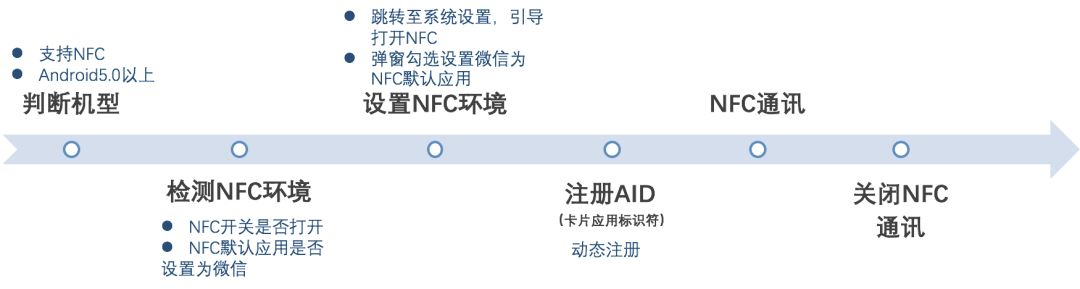 ● 支持NFC
● Android5.0以上
判断机型
检测NFC环境
● NFC开关是否打开
● NFC默认应用是否
设置为微信
● 跳转至系统设置，引导
打开NFC
● 弹窗勾选设置微信为
NFC默认应用
设置NFC环境
注册AID
(卡片应用标识符)
动态注册
NFC通讯
关闭NFC
通讯